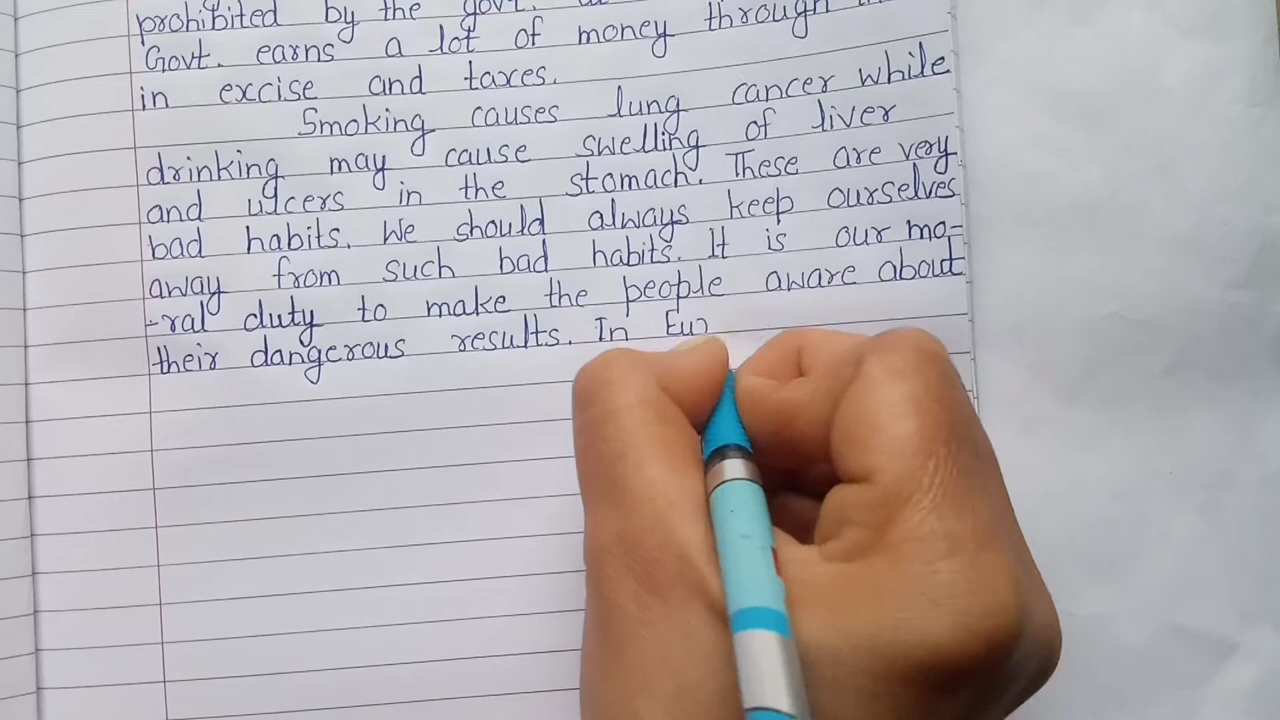 prohibited by the govt.
Govt. earns a lot of money through
in excise and taxes.
Smoking causes lung cancer while
drinking may cause swelling of liver
and ulcers in the stomach. These are very
bad habits. We should always keep ourselves
away from such bad habits. It is our mo-
-ral duty to make the people aware about
their dangerous results. In Eur